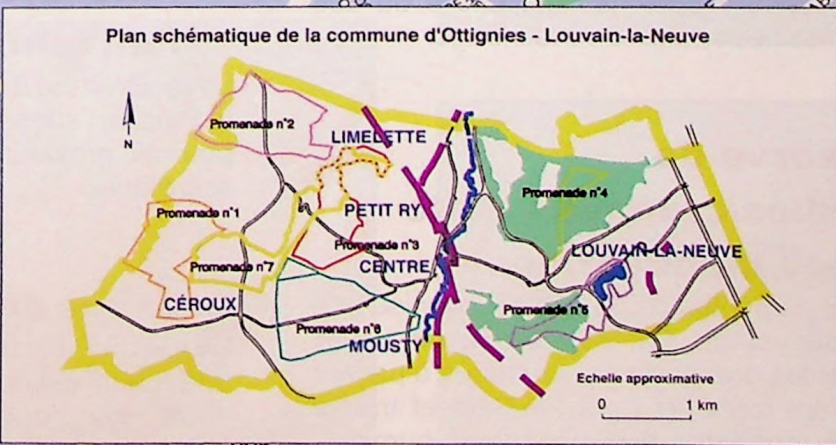 Plan schématique de la commune d'Ottignies - Louvain-la-Neuve
N
Promenade n°2
LIMELETTE
Promenade n°4
Promenade n°1
PETIT RY
Promenade n°3
LOUVAIN-LA-NEUVE
Promenade n°7
CENTRE
CÉROUX
Promenade n°5
Promenade n°6
MOUSTY
Echelle approximative
0 1 km